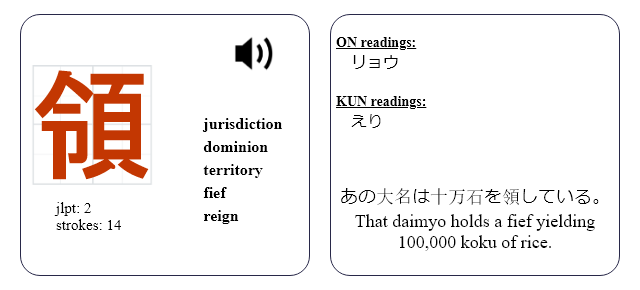 領
jlpt: 2
strokes: 14
jurisdiction
dominion
territory
fief
reign
ON readings:
リョウ
KUN readings:
えり
あの大名は十万石を領している。
That daimyo holds a fief yielding
100,000 koku of rice.